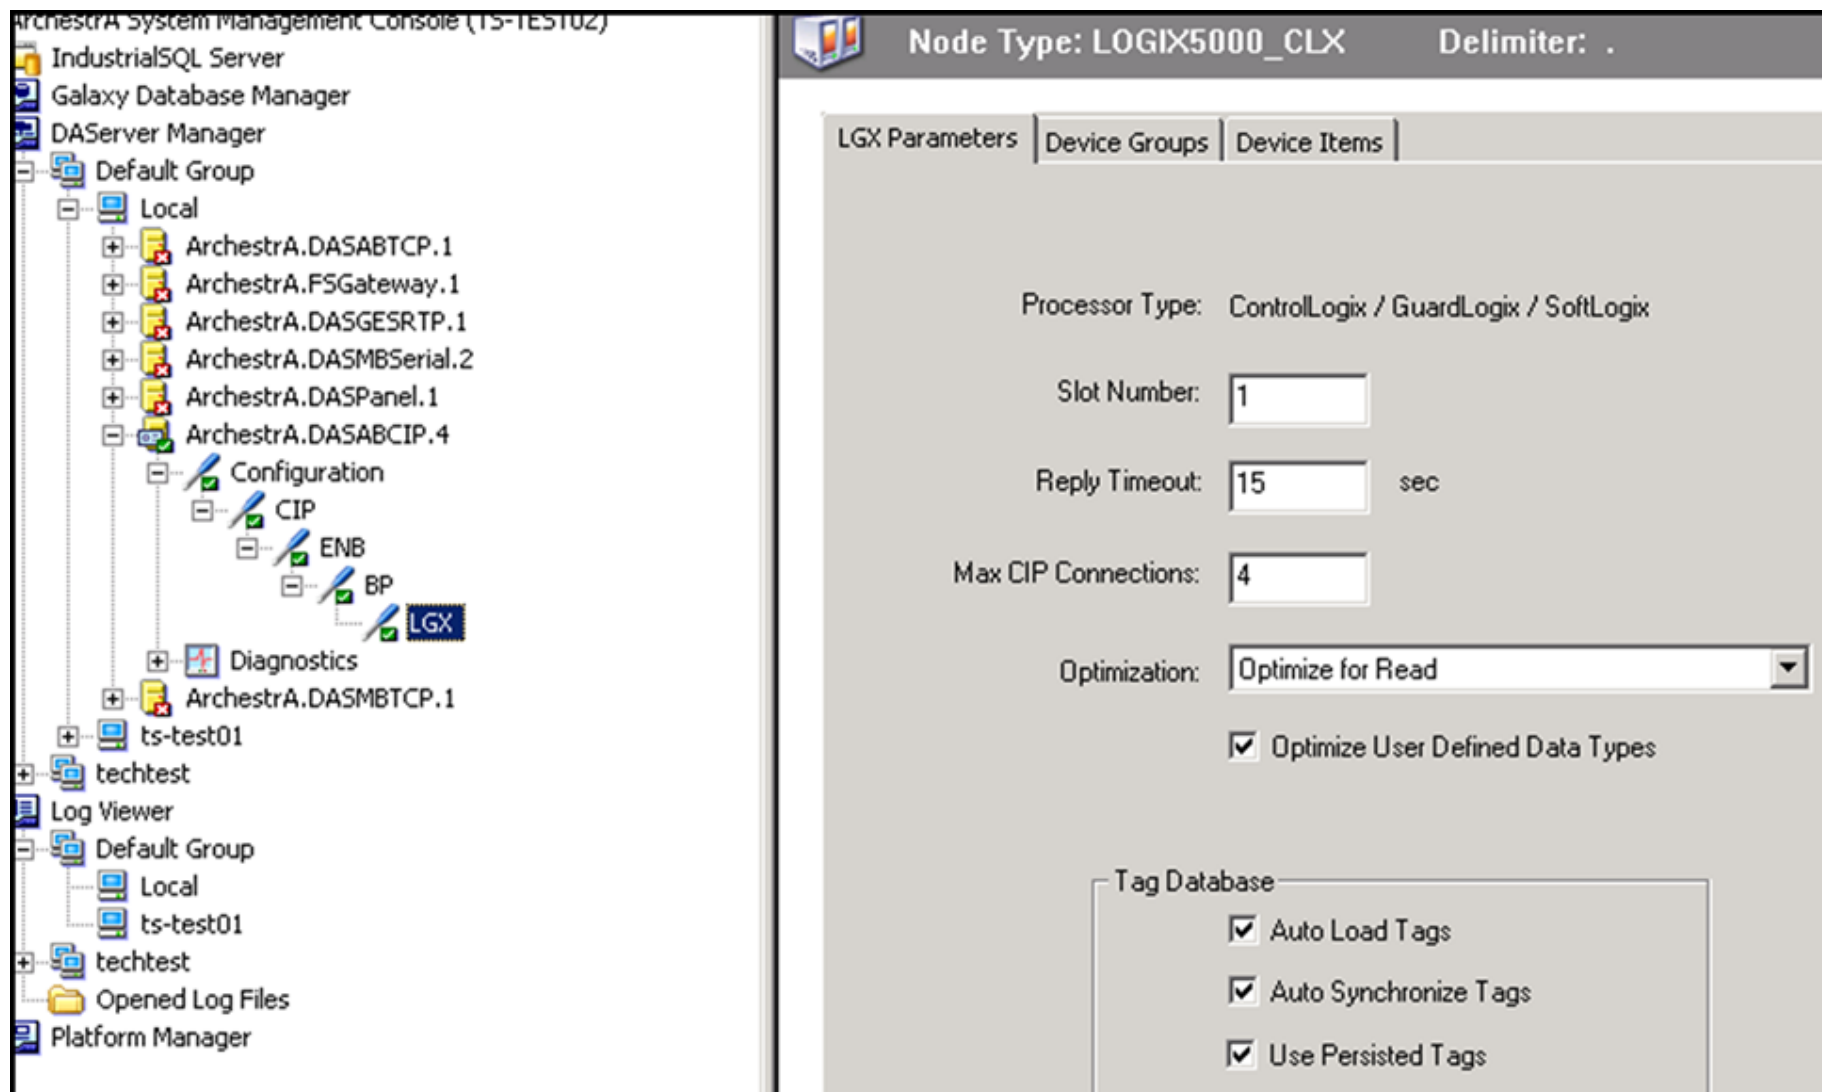 ArchestrA System Management Console (TS-TEST02)
IndustrialSQL Server
Galaxy Database Manager
DAServer Manager
Default Group
Local
ArchestrA.DASABTCP.1
ArchestrA.FSGateway.1
ArchestrA.DASGESRTP.1
ArchestrA.DASMBSerial.2
ArchestrA.DASPanel.1
ArchestrA.DASABCIP.4
Configuration
CIP
ENB
BP
LGX
Diagnostics
ArchestrA.DASMBTCP.1
ts-test01
techtest
Log Viewer
Default Group
Local
ts-test01
techtest
Opened Log Files
Platform Manager
Node Type: LOGIX5000_CLX Delimiter: .
LGX Parameters Device Groups Device Items
Processor Type: ControlLogix / GuardLogix / SoftLogix
Slot Number: 1
Reply Timeout: 15 sec
Max CIP Connections: 4
Optimization: Optimize for Read
Optimize User Defined Data Types
Tag Database
Auto Load Tags
Auto Synchronize Tags
Use Persisted Tags